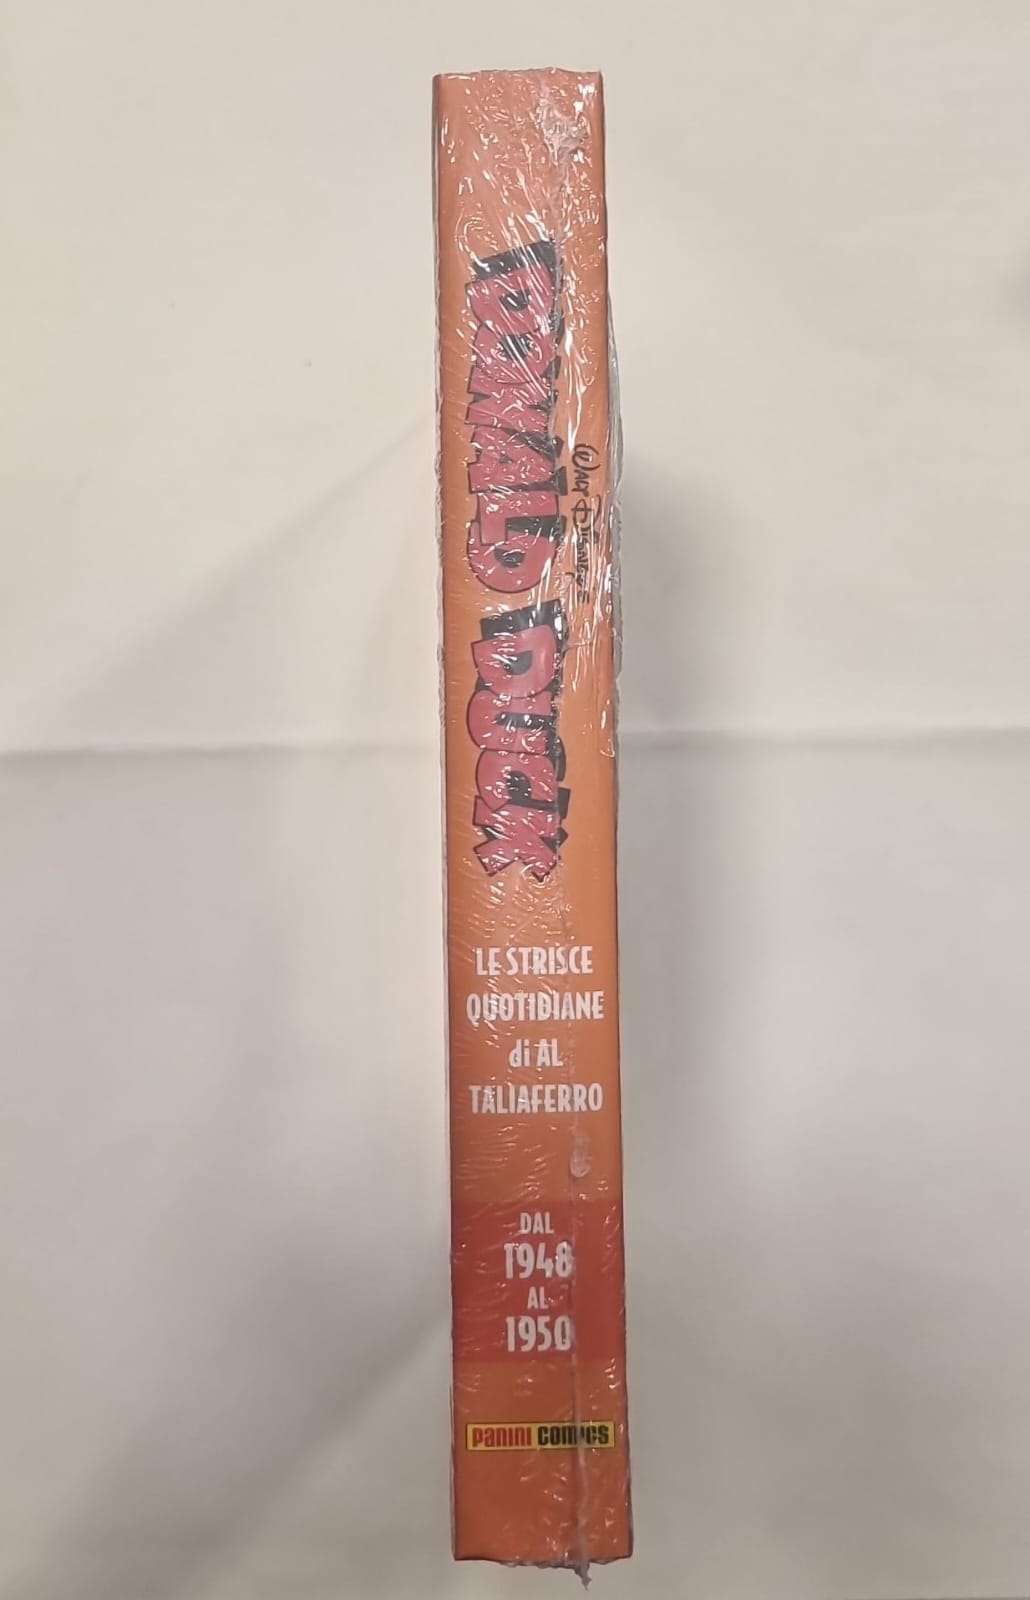 Walt Disney's
DONALD DUCK
LE STRISCE
QUOTIDIANE
di AL
TALIAFERRO
DAL
1948
AL
1950
PANINI COMICS